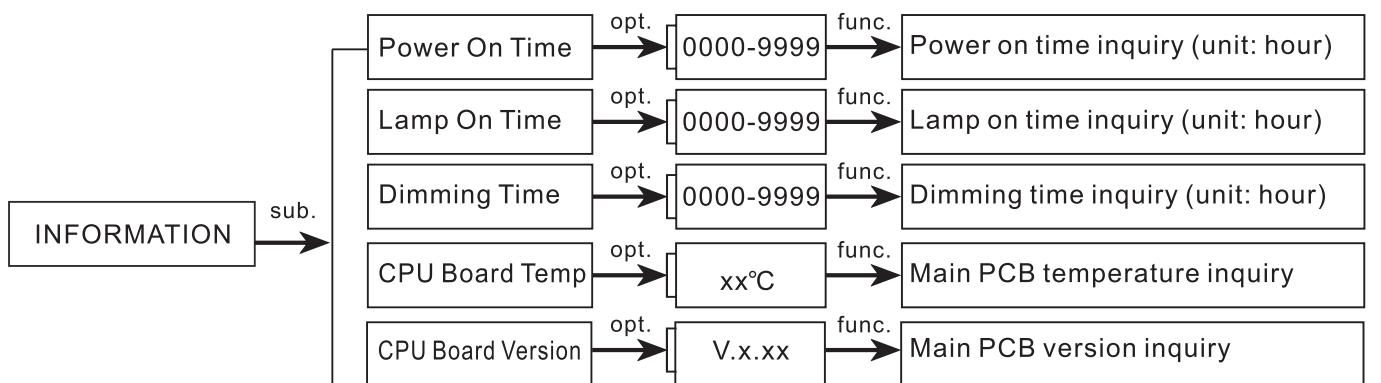 Power On Time opt. 0000-9999 func. Power on time inquiry (unit: hour)
Lamp On Time opt. 0000-9999 func. Lamp on time inquiry (unit: hour)
Dimming Time opt. 0000-9999 func. Dimming time inquiry (unit: hour)
INFORMATION sub.
CPU Board Temp opt. xx℃ func. Main PCB temperature inquiry
CPU Board Version opt. V.x.xx func. Main PCB version inquiry